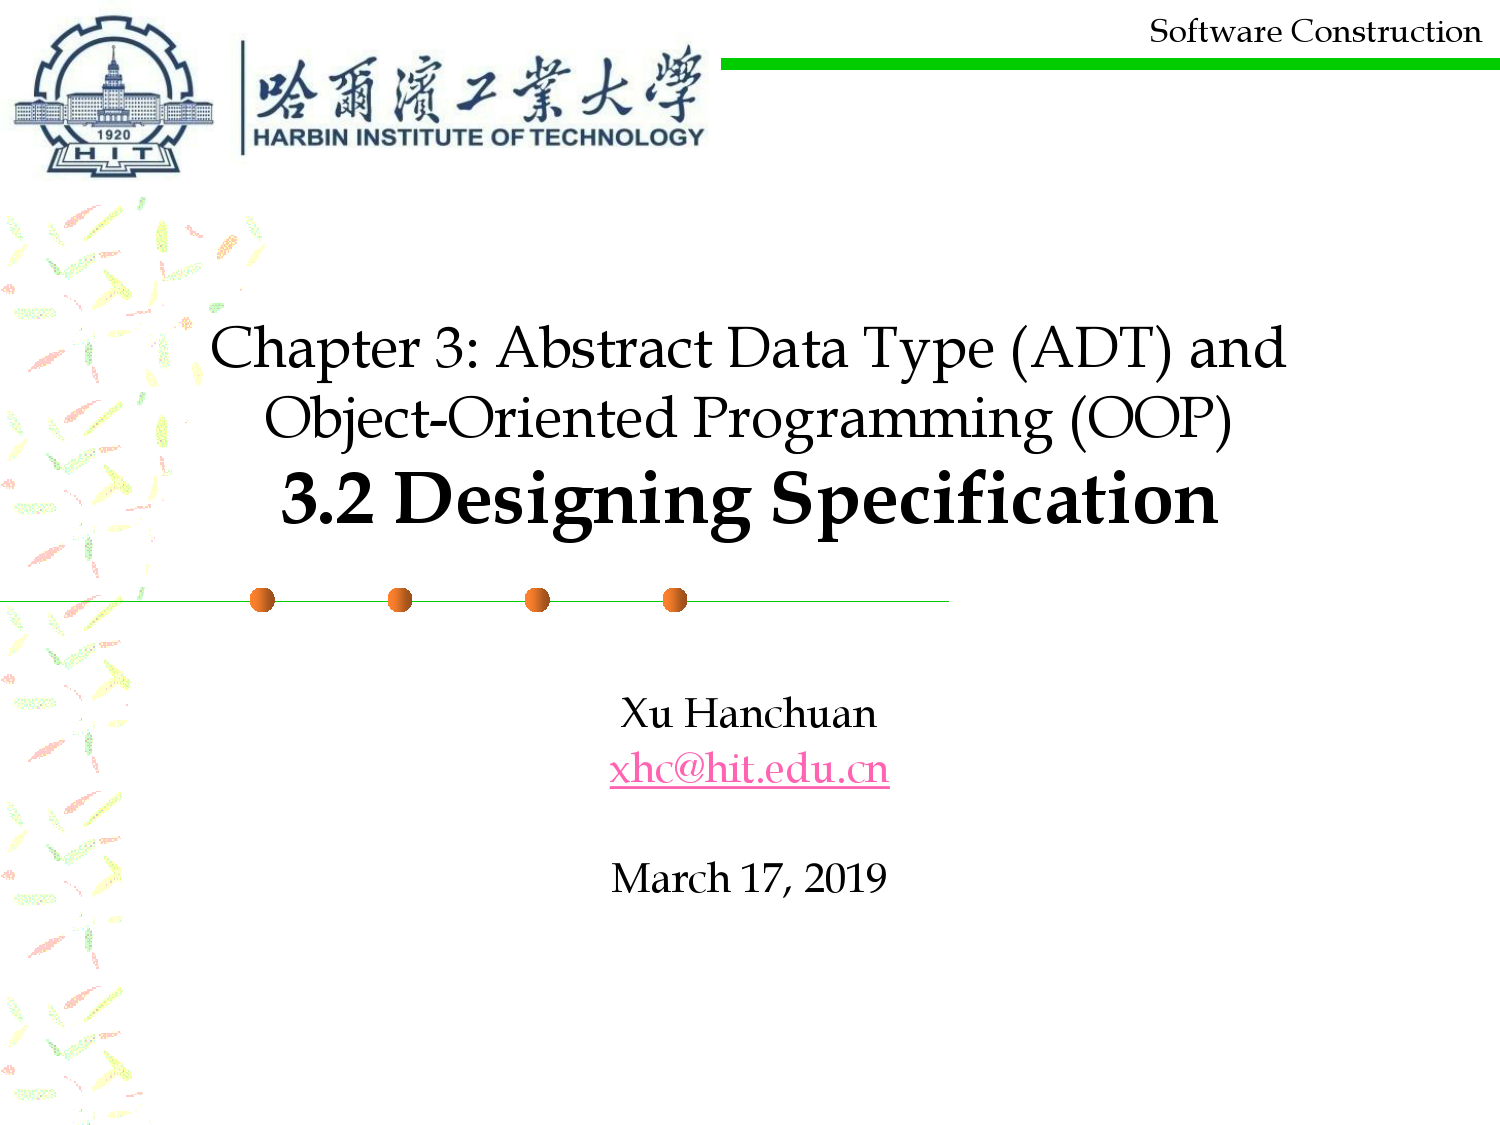 Software Construction
哈爾濱工業大學
HARBIN INSTITUTE OF TECHNOLOGY
1920
HIT
Chapter 3: Abstract Data Type (ADT) and
Object-Oriented Programming (OOP)
3.2 Designing Specification
Xu Hanchuan
xhc@hit.edu.cn
March 17, 2019